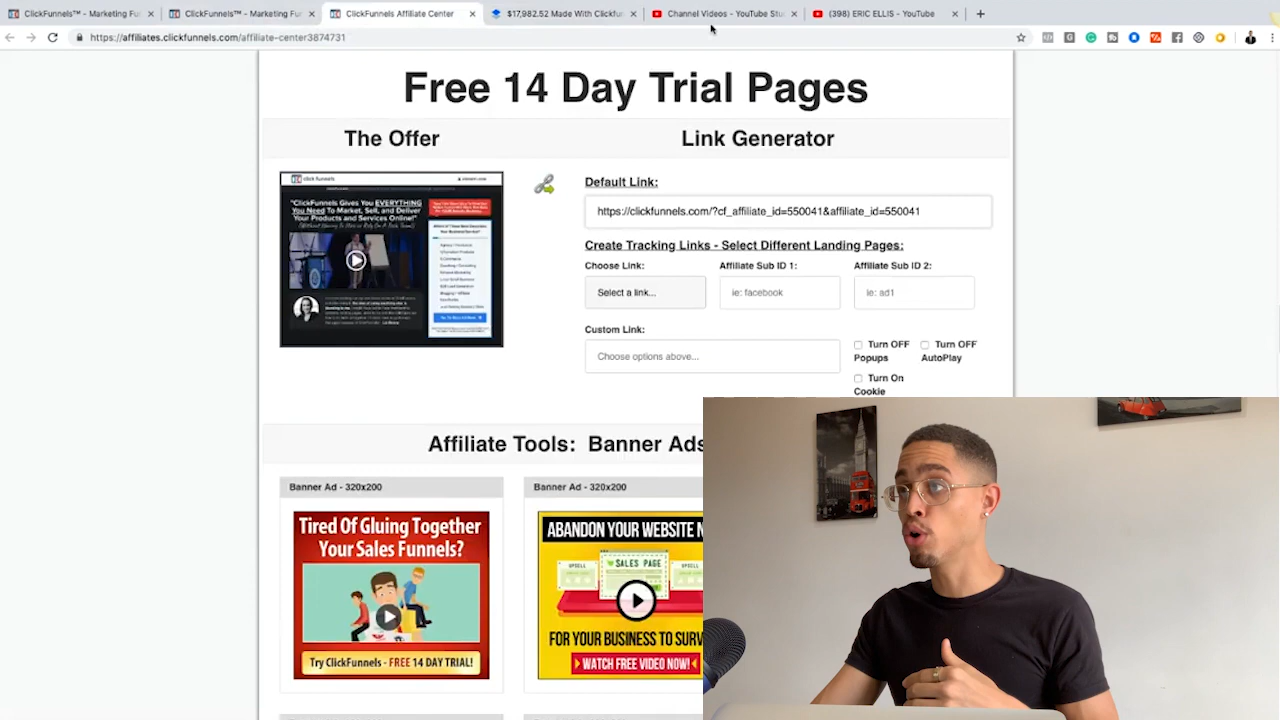 ClickFunnels™ - Marketing Fu
ClickFunnels™ - Marketing Fun
ClickFunnels Affiliate Center
$17,982.52 Made With Clickfun
Channel Videos - YouTube Stu
(398) ERIC ELLIS - YouTube
https://affiliates.clickfunnels.com/affiliate-center3874731
Free 14 Day Trial Pages
The Offer
Link Generator
click funnels
"ClickFunnels Gives You EVERYTHING
You Need To Market, Sell, and Deliver
Your Products and Services Online!"
Default Link:
https://clickfunnels.com/?cf_affiliate_id=550041&affiliate_id=550041
Create Tracking Links - Select Different Landing Pages:
Choose Link:
Affiliate Sub ID 1:
Affiliate Sub ID 2:
Select a link...
ie: facebook
ie: ad1
Custom Link:
Choose options above...
Turn OFF
Popups
Turn OFF
AutoPlay
Turn On
Cookie
Affiliate Tools: Banner Ads
Banner Ad - 320x200
Banner Ad - 320x200
Tired Of Gluing Together
Your Sales Funnels?
Try ClickFunnels - FREE 14 DAY TRIAL!
ABANDON YOUR WEBSITE N
UPSELL
SALES PAGE
FOR YOUR BUSINESS TO SURV
WATCH FREE VIDEO NOW!